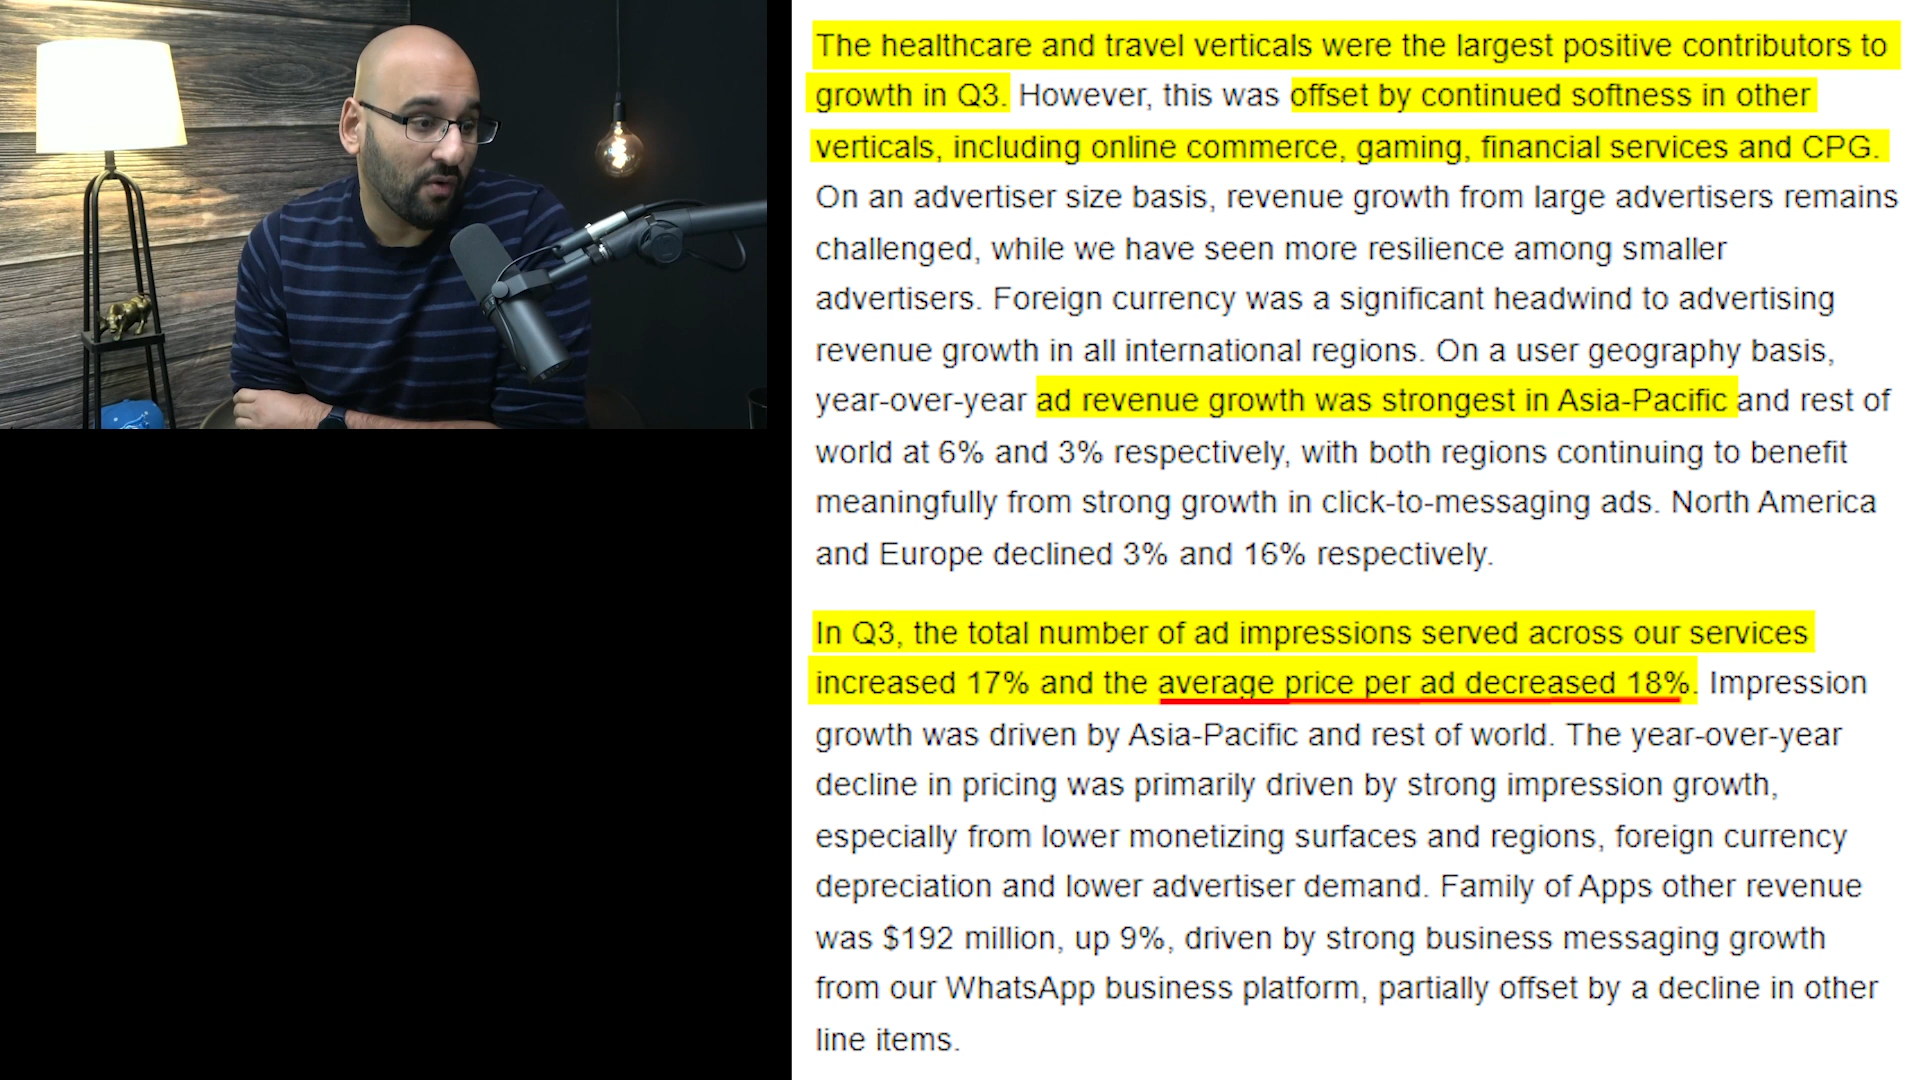 The healthcare and travel verticals were the largest positive contributors to
growth in Q3. However, this was offset by continued softness in other
verticals, including online commerce, gaming, financial services and CPG.
On an advertiser size basis, revenue growth from large advertisers remains
challenged, while we have seen more resilience among smaller
advertisers. Foreign currency was a significant headwind to advertising
revenue growth in all international regions. On a user geography basis,
year-over-year ad revenue growth was strongest in Asia-Pacific and rest of
world at 6% and 3% respectively, with both regions continuing to benefit
meaningfully from strong growth in click-to-messaging ads. North America
and Europe declined 3% and 16% respectively.
In Q3, the total number of ad impressions served across our services
increased 17% and the average price per ad decreased 18%. Impression
growth was driven by Asia-Pacific and rest of world. The year-over-year
decline in pricing was primarily driven by strong impression growth,
especially from lower monetizing surfaces and regions, foreign currency
depreciation and lower advertiser demand. Family of Apps other revenue
was $192 million, up 9%, driven by strong business messaging growth
from our WhatsApp business platform, partially offset by a decline in other
line items.